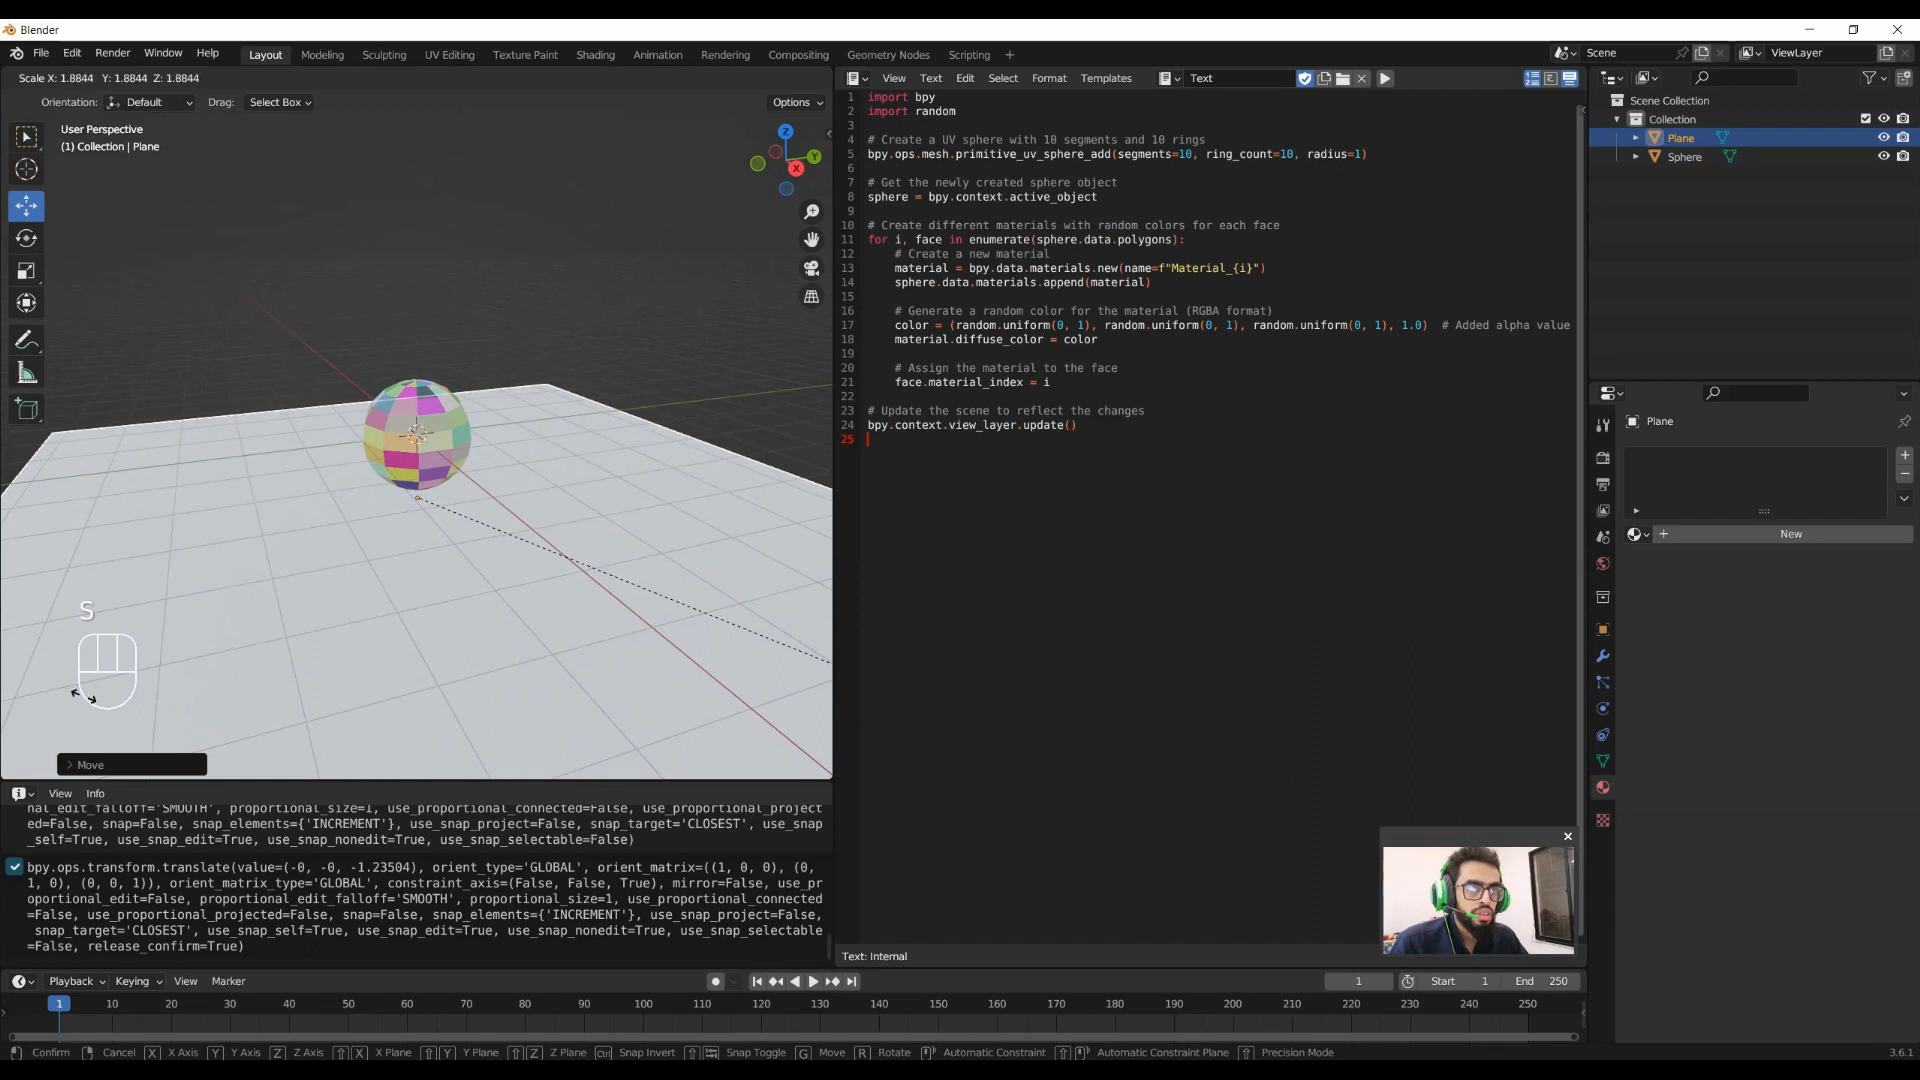 Blender
File Edit Render Window Help Layout Modeling Sculpting UV Editing Texture Paint Shading Animation Rendering Compositing Geometry Nodes Scripting + Scene ViewLayer
Scale X: 1.8844 Y: 1.8844 Z: 1.8844
Orientation: Default Drag: Select Box Options
User Perspective
(1) Collection | Plane
Z
Y
X
S
> Move
View Text Edit Select Format Templates Text
1 import bpy
2 import random
3
4 # Create a UV sphere with 10 segments and 10 rings
5 bpy.ops.mesh.primitive_uv_sphere_add(segments=10, ring_count=10, radius=1)
6
7 # Get the newly created sphere object
8 sphere = bpy.context.active_object
9
10 # Create different materials with random colors for each face
11 for i, face in enumerate(sphere.data.polygons):
12 # Create a new material
13 material = bpy.data.materials.new(name=f"Material_{i}")
14 sphere.data.materials.append(material)
15
16 # Generate a random color for the material (RGBA format)
17 color = (random.uniform(0, 1), random.uniform(0, 1), random.uniform(0, 1), 1.0) # Added alpha value
18 material.diffuse_color = color
19
20 # Assign the material to the face
21 face.material_index = i
22
23 # Update the scene to reflect the changes
24 bpy.context.view_layer.update()
25
Text: Internal
Scene Collection
Collection
Plane
Sphere
Plane
New
View Info
nal_edit_falloff='SMOOTH', proportional_size=1, use_proportional_connected=False, use_proportional_project
ed=False, snap=False, snap_elements={'INCREMENT'}, use_snap_project=False, snap_target='CLOSEST', use_snap
_self=True, use_snap_edit=True, use_snap_nonedit=True, use_snap_selectable=False)
bpy.ops.transform.translate(value=(-0, -0, -1.23504), orient_type='GLOBAL', orient_matrix=((1, 0, 0), (0,
1, 0), (0, 0, 1)), orient_matrix_type='GLOBAL', constraint_axis=(False, False, True), mirror=False, use_pr
oportional_edit=False, proportional_edit_falloff='SMOOTH', proportional_size=1, use_proportional_connected
=False, use_proportional_projected=False, snap=False, snap_elements={'INCREMENT'}, use_snap_project=False,
snap_target='CLOSEST', use_snap_self=True, use_snap_edit=True, use_snap_nonedit=True, use_snap_selectable
=False, release_confirm=True)
Playback Keying View Marker 1 Start 1 End 250
1 10 20 30 40 50 60 70 80 90 100 110 120 130 140 150 160 170 180 190 200 210 220 230 240 250
Confirm Cancel X X Axis Y Y Axis Z Z Axis X X Plane Y Y Plane Z Z Plane Ctrl Snap Invert Snap Toggle G Move R Rotate Automatic Constraint Automatic Constraint Plane Precision Mode 3.6.1